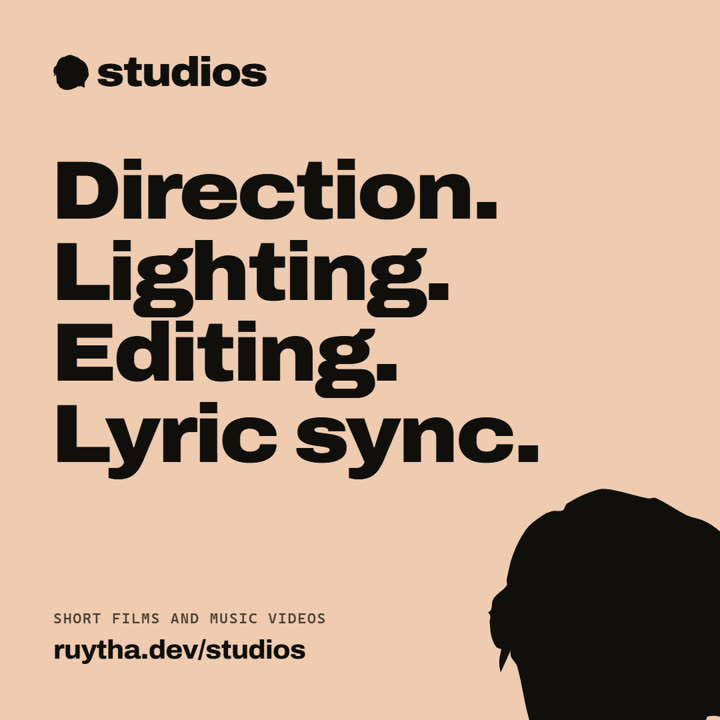 studios
Direction.
Lighting.
Editing.
Lyric sync.
SHORT FILMS AND MUSIC VIDEOS
ruytha.dev/studios